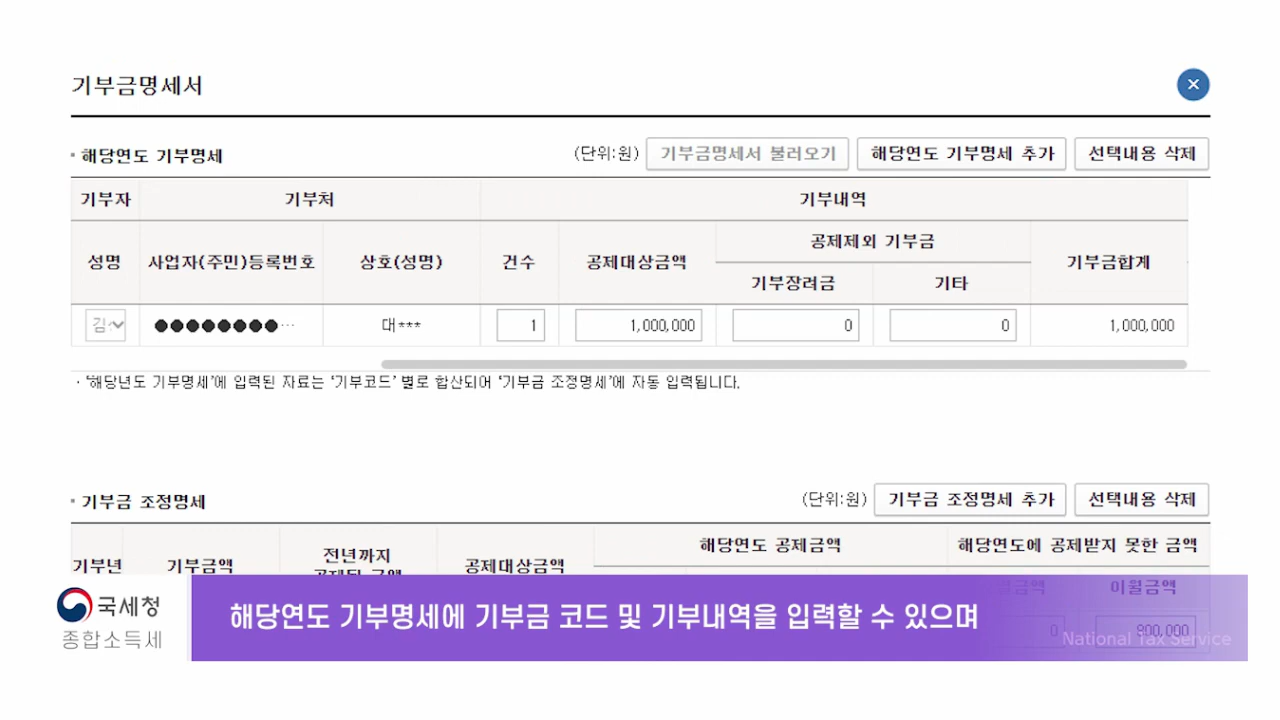 기부금명세서
해당연도 기부명세
(단위:원) 기부금명세서 불러오기 해당연도 기부명세 추가 선택내용 삭제
기부자 기부처 기부내역
성명 사업자(주민)등록번호 상호(성명) 건수 공제대상금액 공제제외 기부금 기부금합계
기부장려금 기타
김 ●●●●●●●●… 대*** 1 1,000,000 0 0 1,000,000
· ‘해당년도 기부명세’에 입력된 자료는 ‘기부코드’ 별로 합산되어 ‘기부금 조정명세’에 자동 입력됩니다.
기부금 조정명세
(단위:원) 기부금 조정명세 추가 선택내용 삭제
기부년 기부금액 전년까지 공제대상금액 해당연도 공제금액 해당연도에 공제받지 못한 금액
이월금액
0 800,000
국세청
종합소득세
해당연도 기부명세에 기부금 코드 및 기부내역을 입력할 수 있으며
National Tax Service